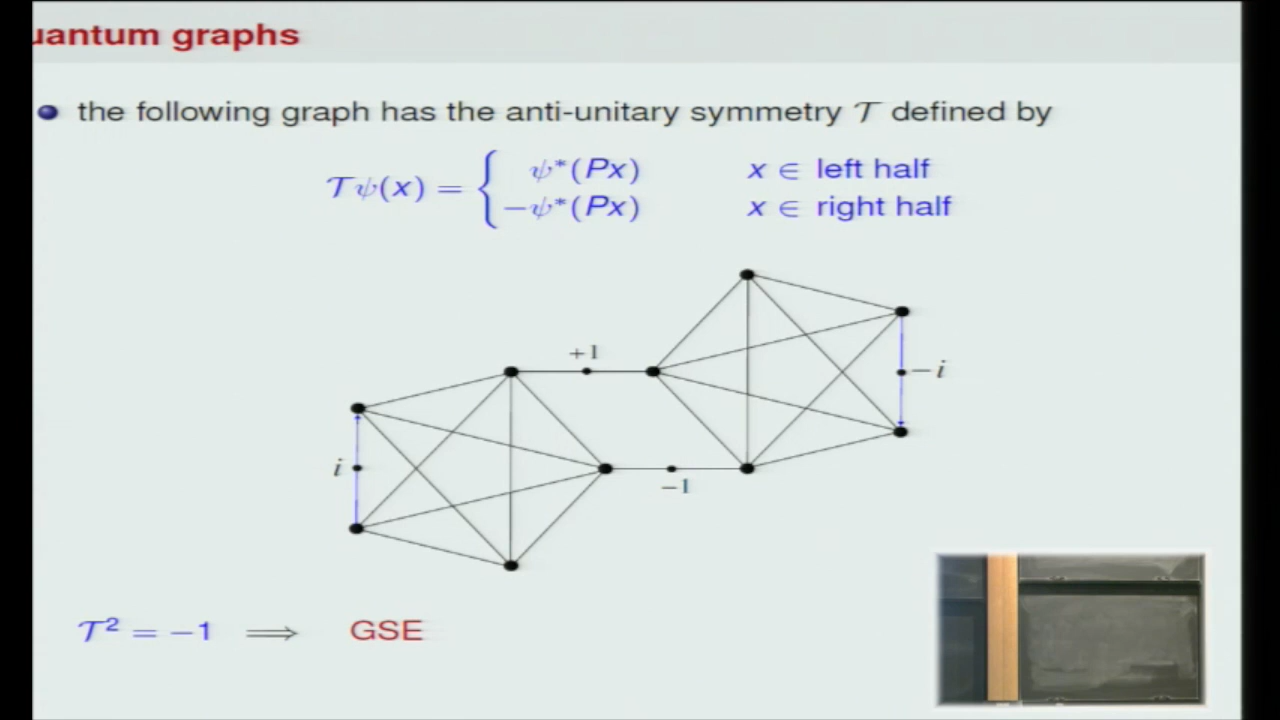 uantum graphs
the following graph has the anti-unitary symmetry 𝒯 defined by
𝒯ψ(x) = { ψ*(Px) x ∈ left half
−ψ*(Px) x ∈ right half
+1
−i
i
−1
𝒯² = −1 ⟹ GSE